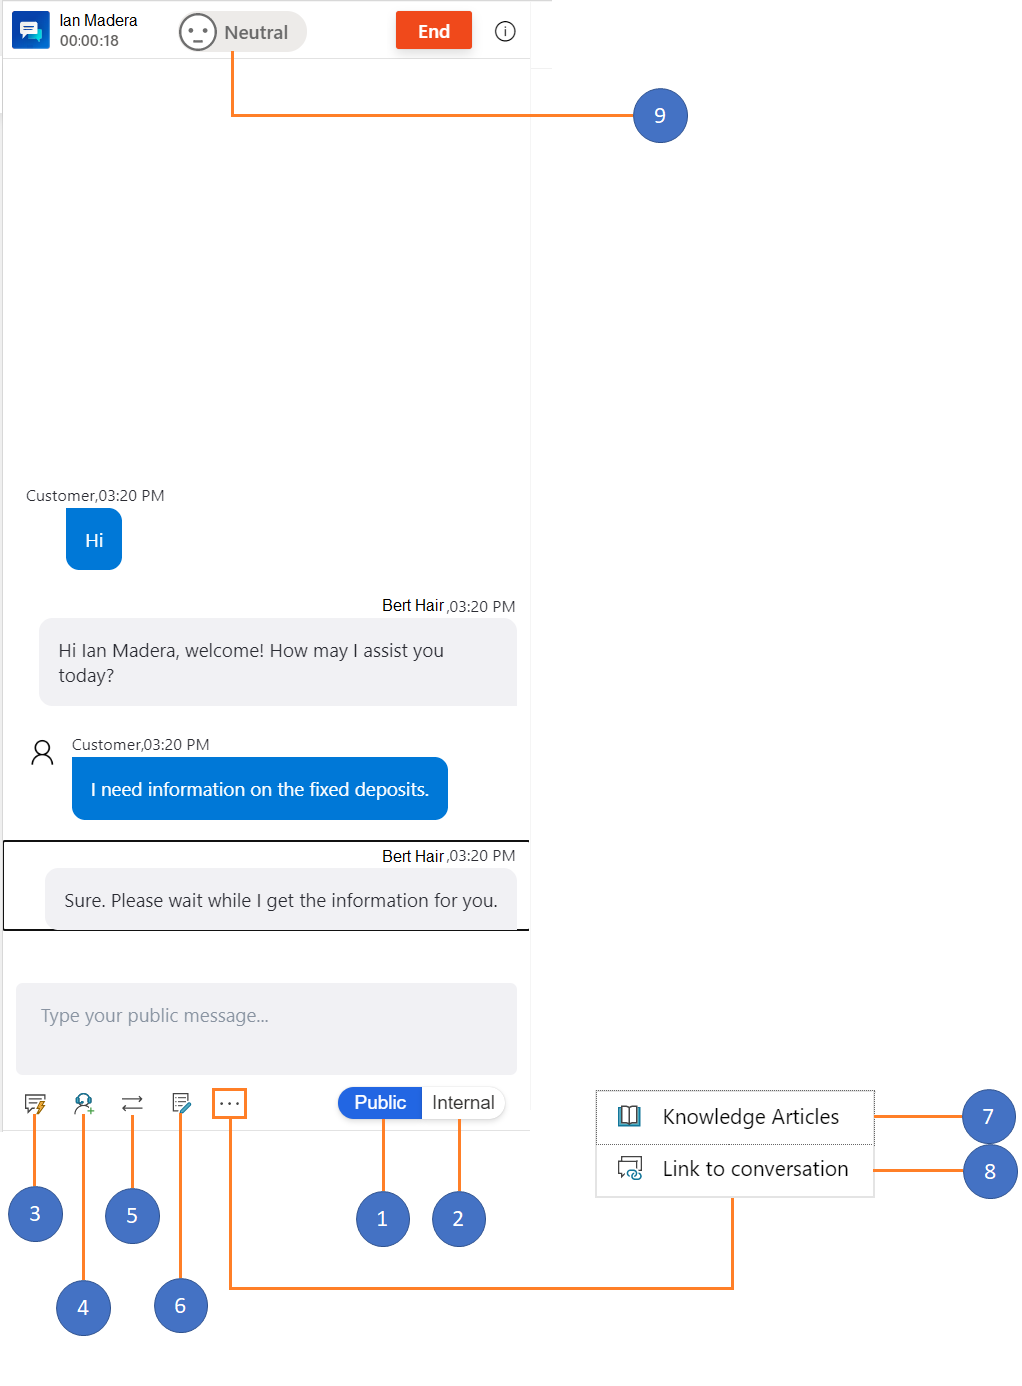 Ian Madera
00:00:18
Neutral
End
9
Customer,03:20 PM
Hi
Bert Hair,03:20 PM
Hi Ian Madera, welcome! How may I assist you
today?
Customer,03:20 PM
I need information on the fixed deposits.
Bert Hair,03:20 PM
Sure. Please wait while I get the information for you.
Type your public message...
Public
Internal
Knowledge Articles
7
Link to conversation
8
3
5
1
2
4
6